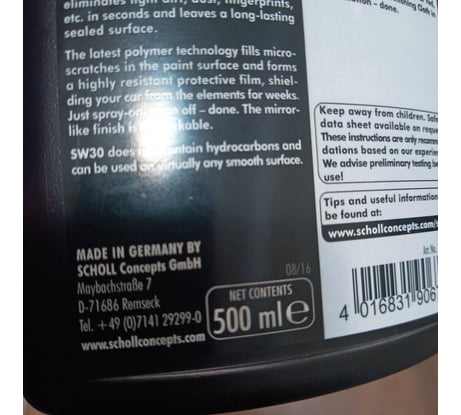 eliminates light dirt, dust, fingerprints,
etc. in seconds and leaves a long-lasting
sealed surface.
The latest polymer technology fills micro-
scratches in the paint surface and forms
a highly resistant protective film, shiel-
ding your car from the elements for weeks.
Just spray-on, off – done. The mirror-
like finish is
SW30 does contain hydrocarbons and
can be used on virtually any smooth surface.
MADE IN GERMANY BY
SCHOLL Concepts GmbH
Maybachstraße 7
D-71686 Remseck
Tel. +49 (0)7141 29299-0
www.schollconcepts.com
08/16
NET CONTENTS
500 ml e
– done.
Keep away from children.
data sheet available on
These instructions are only
dations based on our
We advise preliminary testing
use!
Tips and useful information
be found at:
www.schollconcepts.com/
Art.
4 016831 906